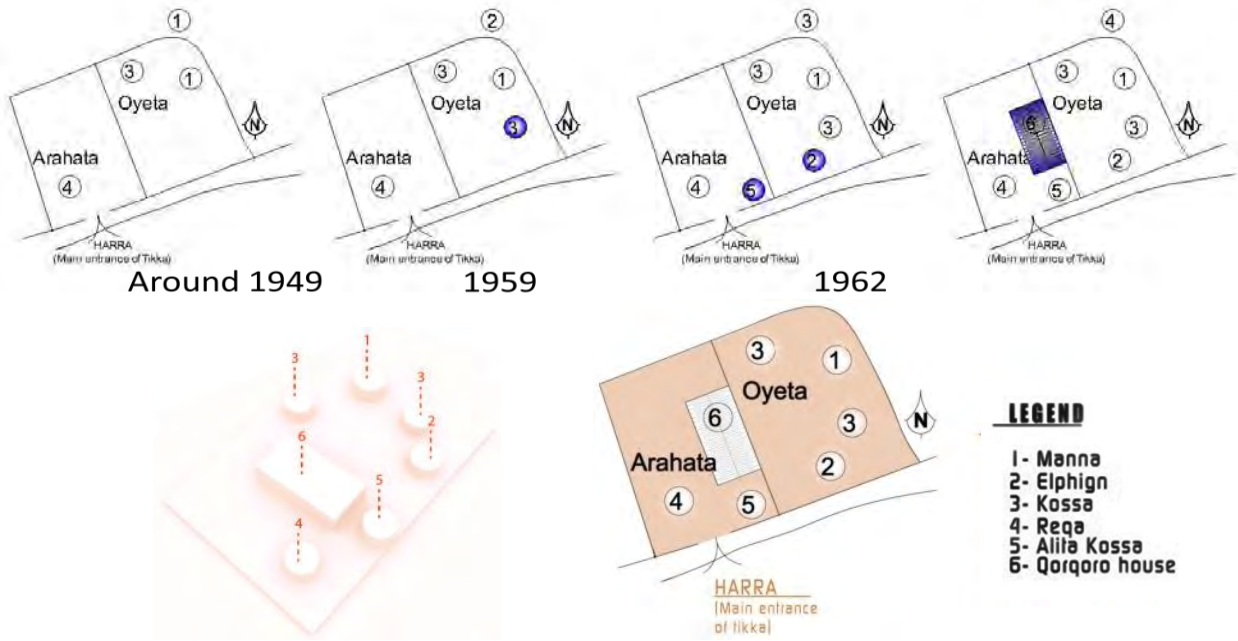 1
3
1
Oyeta
N
Arahata
4
HARRA
(Main entrance of Tikka)
Around 1949
2
3
1
Oyeta
3
N
Arahata
4
HARRA
(Main entrance of Tikka)
1959
3
3
1
Oyeta
3
N
2
Arahata
4
5
HARRA
(Main entrance of Tikka)
1962
4
3
1
Oyeta
6
3
N
Arahata
2
4
5
HARRA
(Main entrance of Tikka)
1
3
3
2
6
5
4
3
1
Oyeta
6
3
N
Arahata
2
4
5
HARRA
(Main entrance
of tikka)
LEGEND
1- Manna
2- Elphign
3- Kossa
4- Reqa
5- Alita Kossa
6- Qorqoro house